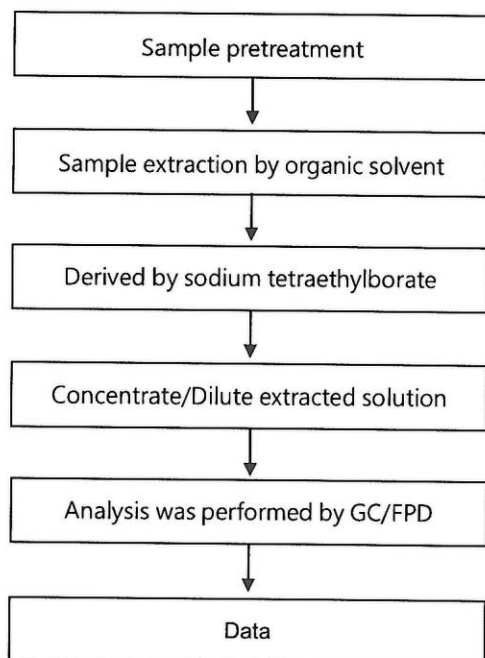 Sample pretreatment
Sample extraction by organic solvent
Derived by sodium tetraethylborate
Concentrate/Dilute extracted solution
Analysis was performed by GC/FPD
Data